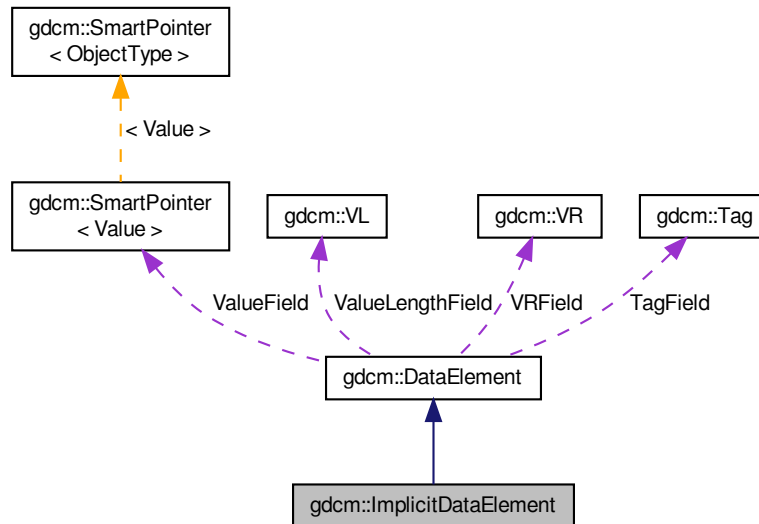 gdcm::SmartPointer
< ObjectType >
< Value >
gdcm::SmartPointer
< Value >
gdcm::VL
gdcm::VR
gdcm::Tag
ValueField
ValueLengthField
VRField
TagField
gdcm::DataElement
gdcm::ImplicitDataElement